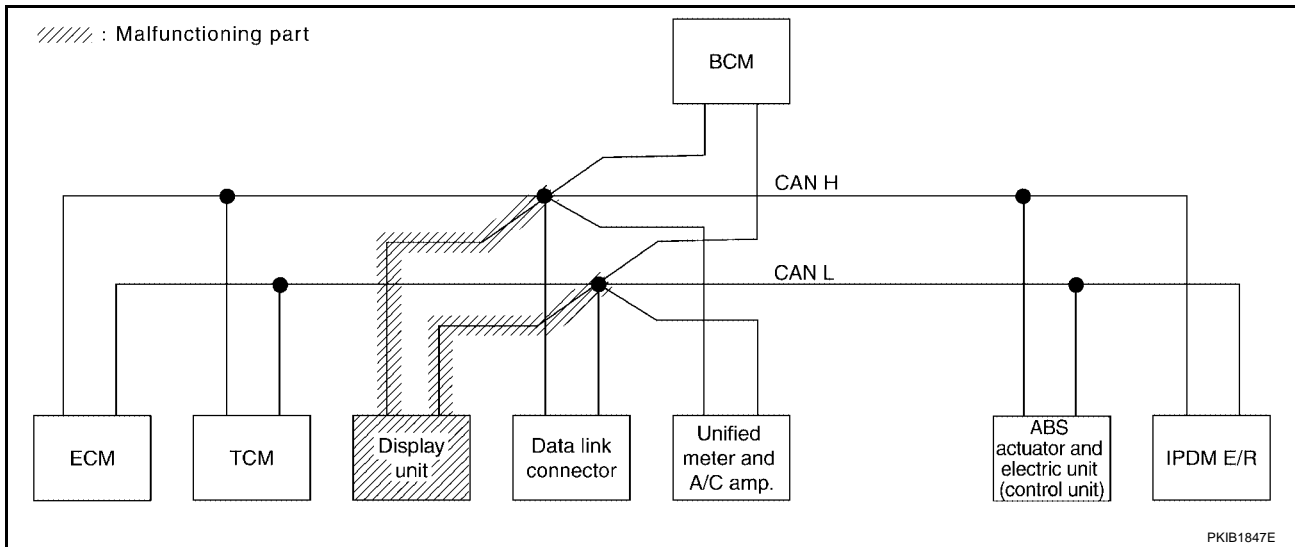 : Malfunctioning part
BCM
CAN H
CAN L
ECM
TCM
Display
unit
Data link
connector
Unified
meter and
A/C amp.
ABS
actuator and
electric unit
(control unit)
IPDM E/R
PKIB1847E